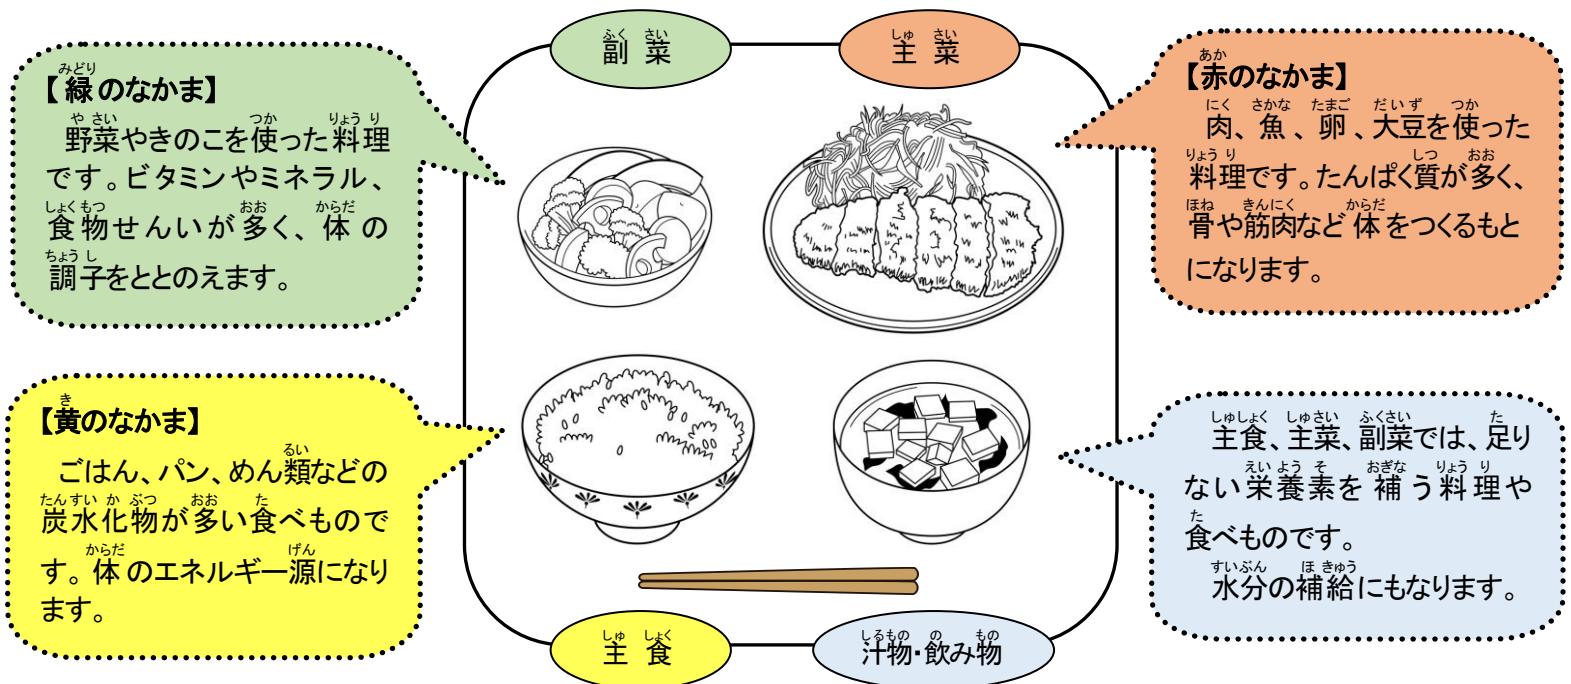 副菜
主菜
【緑のなかま】
野菜やきのこを使った料理
です。ビタミンやミネラル、
食物せんいが多く、体の
調子をととのえます。
【赤のなかま】
肉、魚、卵、大豆を使った
料理です。たんぱく質が多く、
骨や筋肉など体をつくるもと
になります。
【黄のなかま】
ごはん、パン、めん類などの
炭水化物が多い食べもので
す。体のエネルギー源になり
ます。
主食、主菜、副菜では、足り
ない栄養素を補う料理や
食べものです。
水分の補給にもなります。
主食
汁物・飲み物